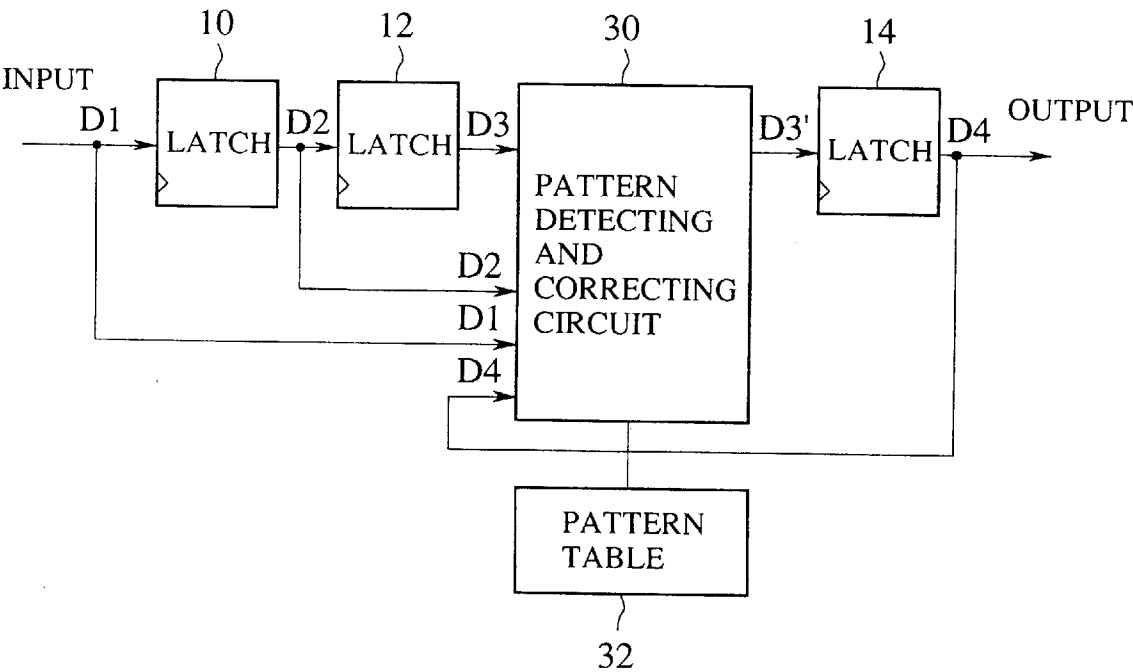 10
12
30
14
INPUT
OUTPUT
D1
LATCH
D2
LATCH
D3
D3'
LATCH
D4
PATTERN
DETECTING
AND
CORRECTING
CIRCUIT
D2
D1
D4
PATTERN
TABLE
32